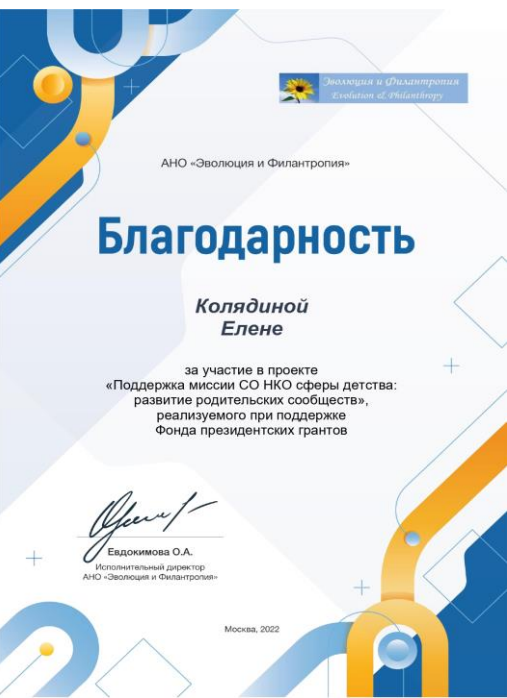 Эволюция и Филантропия
Evolution & Philanthropy
АНО «Эволюция и Филантропия»
Благодарность
Колядиной
Елене
за участие в проекте
«Поддержка миссии СО НКО сферы детства:
развитие родительских сообществ»,
реализуемого при поддержке
Фонда президентских грантов
Евдокимова О.А.
Исполнительный директор
АНО «Эволюция и Филантропия»
Москва, 2022